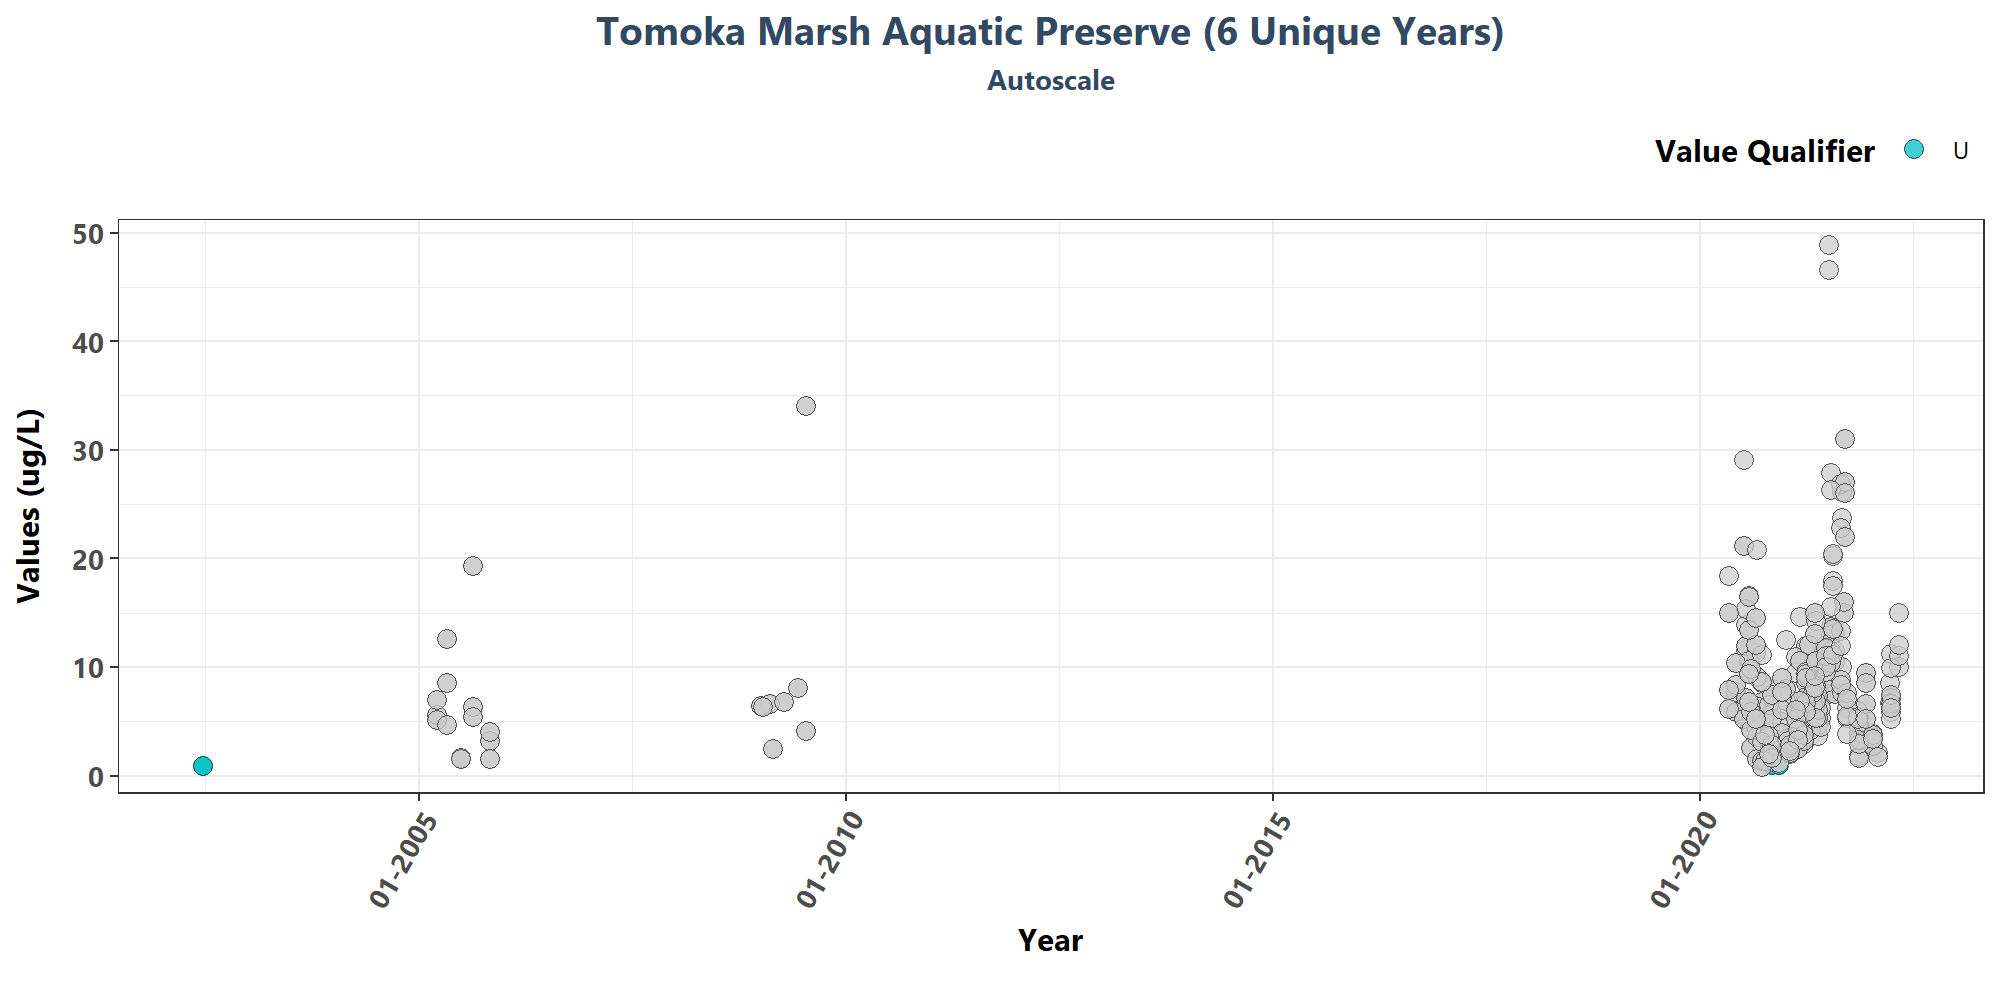 Tomoka Marsh Aquatic Preserve (6 Unique Years)
Autoscale
Value Qualifier U
50
40
30
20
10
0
Values (ug/L)
01-2005
01-2010
01-2015
01-2020
Year